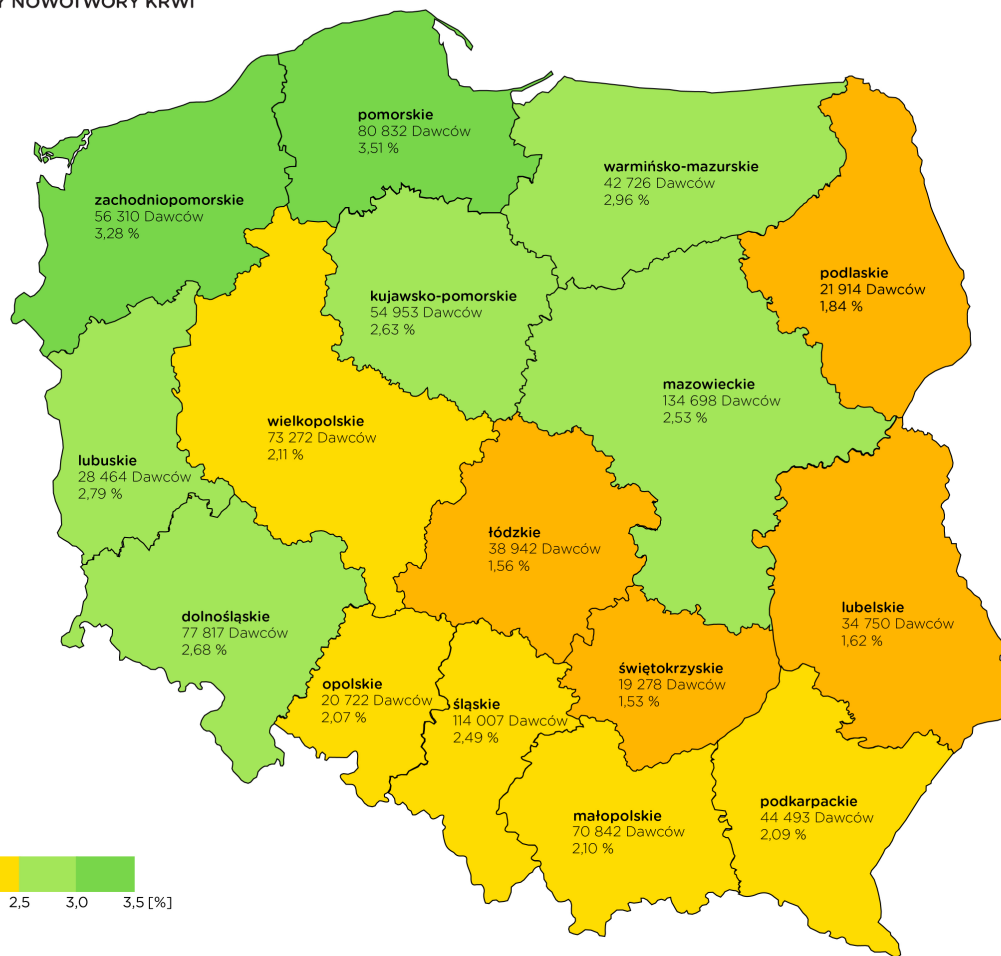 NOWOTWORY KRWI
pomorskie
80 832 Dawców
3,51 %
warmińsko-mazurskie
42 726 Dawców
2,96 %
zachodniopomorskie
56 310 Dawców
3,28 %
podlaskie
21 914 Dawców
1,84 %
kujawsko-pomorskie
54 953 Dawców
2,63 %
mazowieckie
134 698 Dawców
2,53 %
wielkopolskie
73 272 Dawców
2,11 %
lubuskie
28 464 Dawców
2,79 %
łódzkie
38 942 Dawców
1,56 %
lubelskie
34 750 Dawców
1,62 %
dolnośląskie
77 817 Dawców
2,68 %
świętokrzyskie
19 278 Dawców
1,53 %
opolskie
20 722 Dawców
2,07 %
śląskie
114 007 Dawców
2,49 %
podkarpackie
44 493 Dawców
2,09 %
małopolskie
70 842 Dawców
2,10 %
2,5 3,0 3,5 [%]